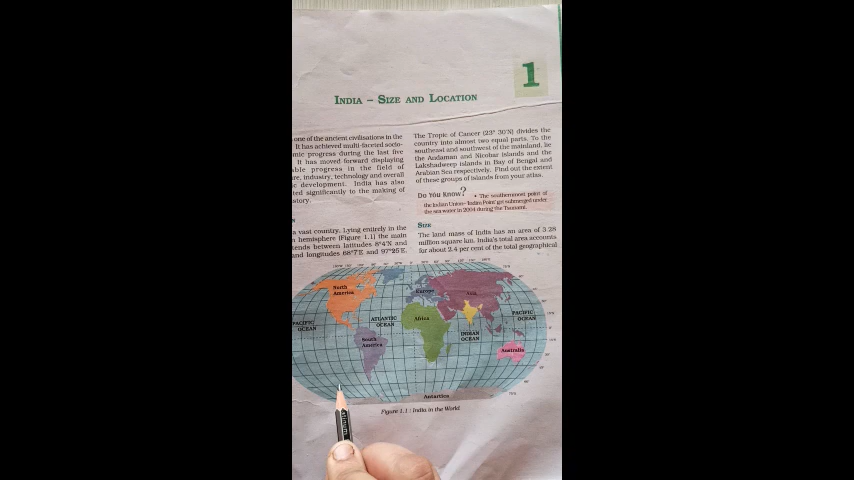 1
INDIA – SIZE AND LOCATION
one of the ancient civilisations in the
It has achieved multi-faceted socio-
mic progress during the last five
It has moved forward displaying
able progress in the field of
re, industry, technology and overall
c development. India has also
ted significantly to the making of
story.
a vast country. Lying entirely in the
n hemisphere (Figure 1.1) the main
tends between latitudes 8°4'N and
and longitudes 68°7'E and 97°25'E.
The Tropic of Cancer (23° 30'N) divides the
country into almost two equal parts. To the
southeast and southwest of the mainland, lie
the Andaman and Nicobar islands and the
Lakshadweep islands in Bay of Bengal and
Arabian Sea respectively. Find out the extent
of these groups of islands from your atlas.
Do You Know?
• The southernmost point of
the Indian Union– 'Indira Point' got submerged under
the sea water in 2004 during the Tsunami.
SIZE
The land mass of India has an area of 3.28
million square km. India's total area accounts
for about 2.4 per cent of the total geographical
North
America
Europe
Asia
PACIFIC
OCEAN
ATLANTIC
OCEAN
Africa
PACIFIC
OCEAN
INDIAN
OCEAN
South
America
Australia
Antartica
Figure 1.1 : India in the World